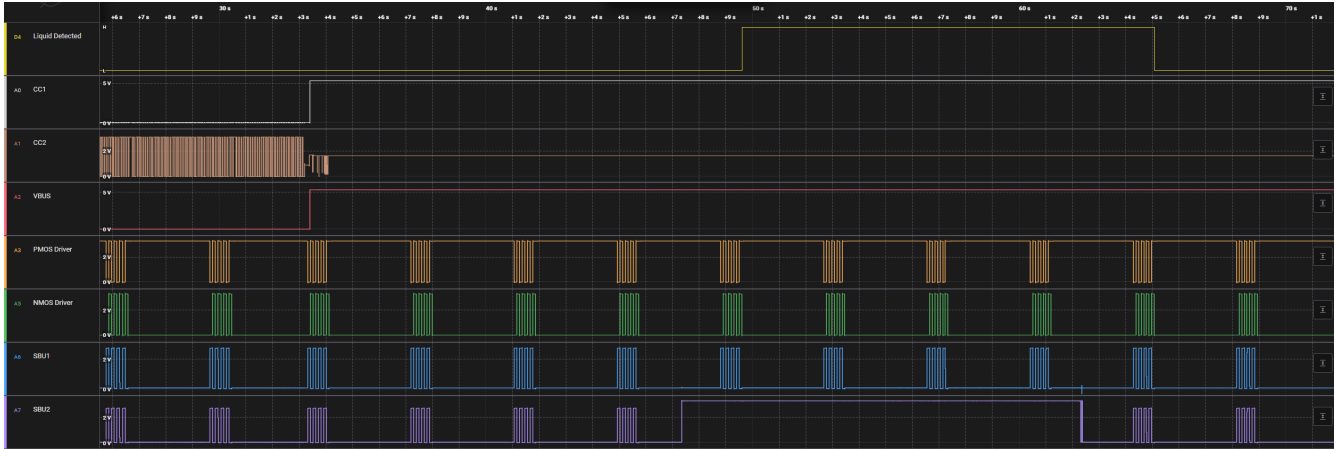 30 s 40 s 50 s 60 s 70 s
+6 s +7 s +8 s +9 s +1 s +2 s +3 s +4 s +5 s +6 s +7 s +8 s +9 s +1 s +2 s +3 s +4 s +5 s +6 s +7 s +8 s +9 s +1 s +2 s +3 s +4 s +5 s +6 s +7 s +8 s +9 s +1 s +2 s +3 s +4 s +5 s +6 s +7 s +8 s +9 s +1 s
H
D4 Liquid Detected
L
5 V
A0 CC1
0 V
A1 CC2
2 V
0 V
5 V
A2 VBUS
0 V
A3 PMOS Driver
2 V
0 V
A5 NMOS Driver
2 V
0 V
A6 SBU1
2 V
0 V
A7 SBU2
2 V
0 V